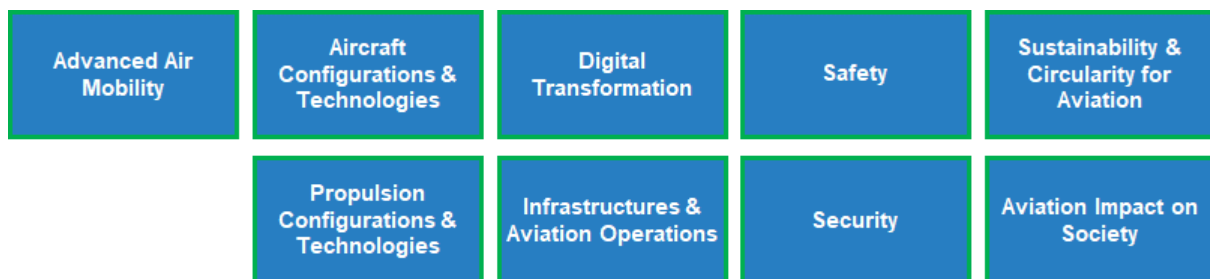 Advanced Air
Mobility
Aircraft
Configurations &
Technologies
Digital
Transformation
Safety
Sustainability &
Circularity for
Aviation
Propulsion
Configurations &
Technologies
Infrastructures &
Aviation Operations
Security
Aviation Impact on
Society